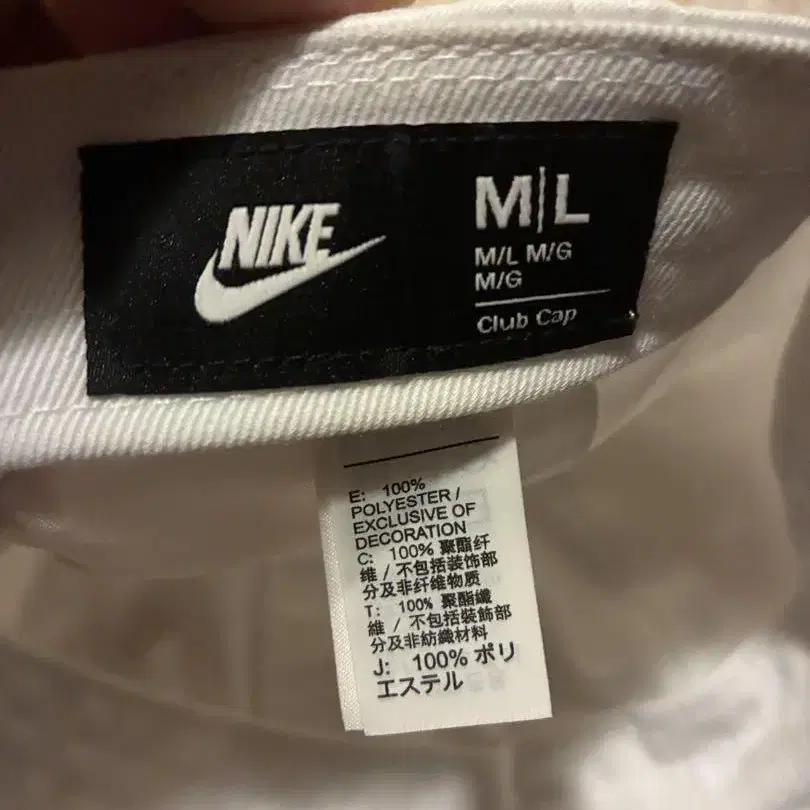 NIKE
M|L
M/L M/G
M/G
Club Cap
E: 100%
POLYESTER /
EXCLUSIVE OF
DECORATION
C: 100% 聚酯纤
维 / 不包括装饰部
分及非纤维物质
T: 100% 聚酯纖
維 / 不包括裝飾部
分及非紡織材料
J: 100% ポリ
エステル